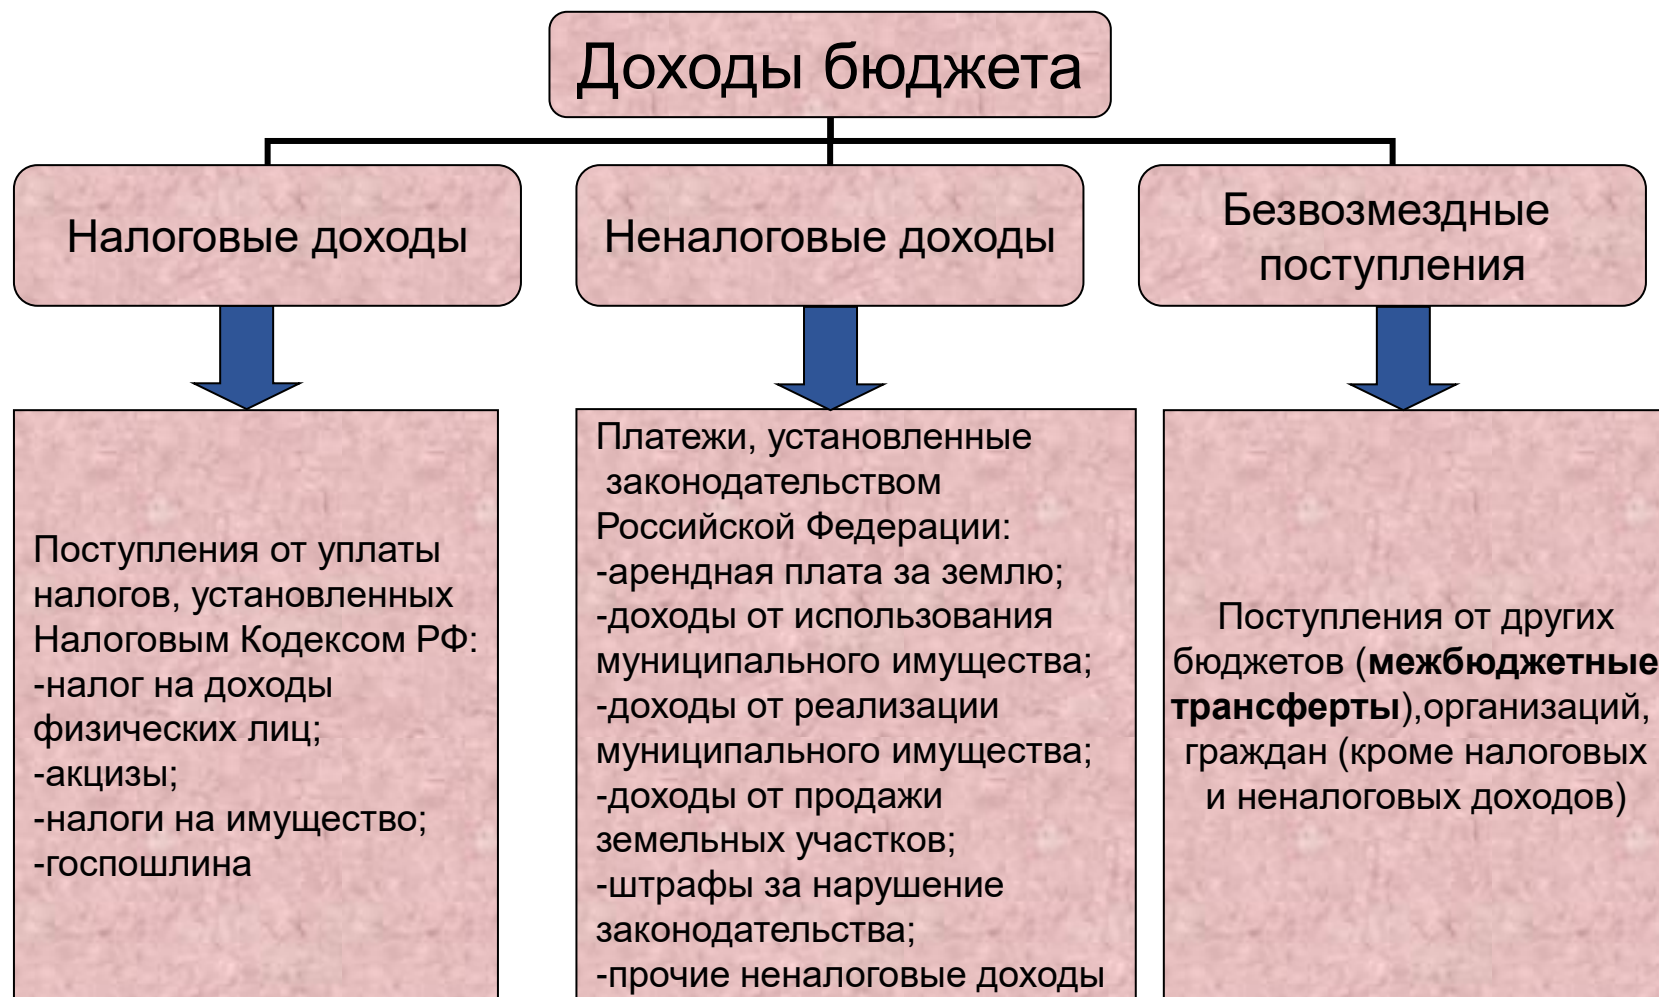 Доходы бюджета
Налоговые доходы
Неналоговые доходы
Безвозмездные
поступления
Поступления от уплаты
налогов, установленных
Налоговым Кодексом РФ:
-налог на доходы
физических лиц;
-акцизы;
-налоги на имущество;
-госпошлина
Платежи, установленные
законодательством
Российской Федерации:
-арендная плата за землю;
-доходы от использования
муниципального имущества;
-доходы от реализации
муниципального имущества;
-доходы от продажи
земельных участков;
-штрафы за нарушение
законодательства;
-прочие неналоговые доходы
Поступления от других
бюджетов (межбюджетные
трансферты),организаций,
граждан (кроме налоговых
и неналоговых доходов)